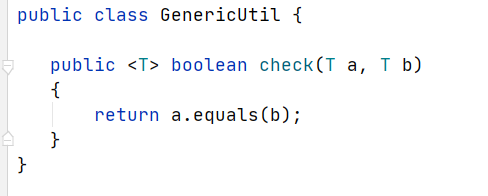 public class GenericUtil {
public <T> boolean check(T a, T b)
{
return a.equals(b);
}
}